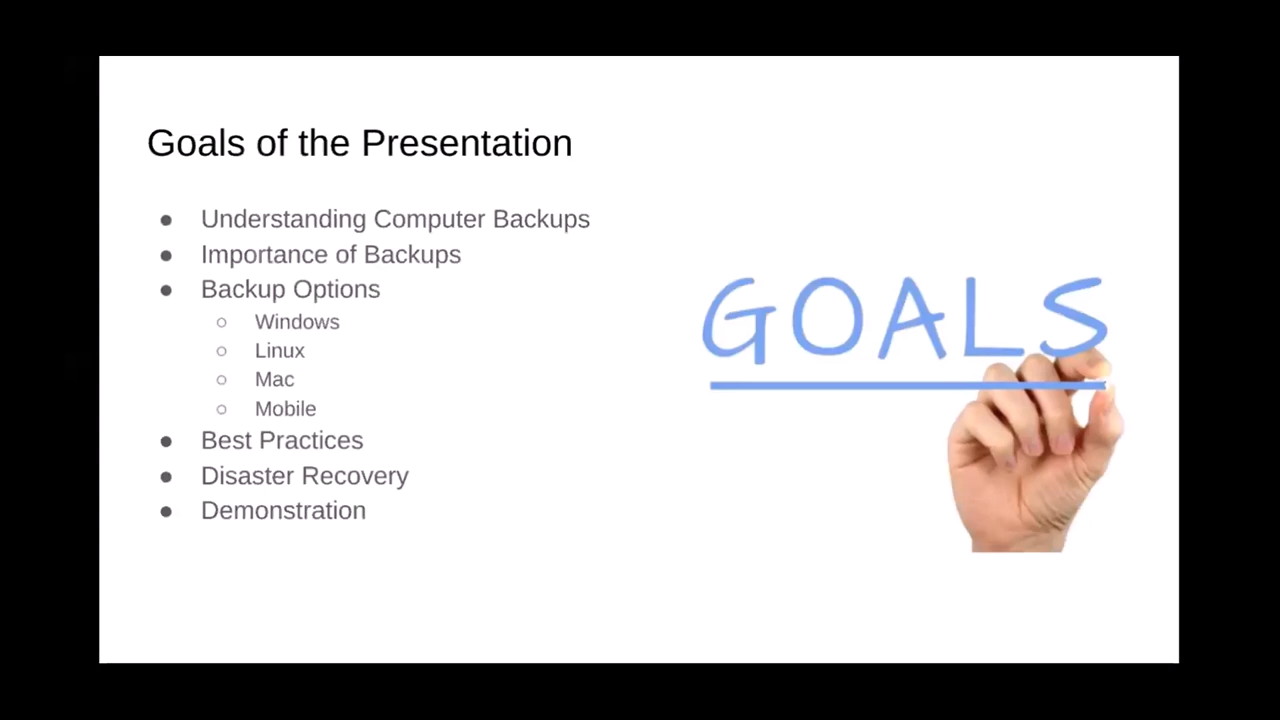 Goals of the Presentation
● Understanding Computer Backups
● Importance of Backups
● Backup Options
○ Windows
○ Linux
○ Mac
○ Mobile
● Best Practices
● Disaster Recovery
● Demonstration
GOALS